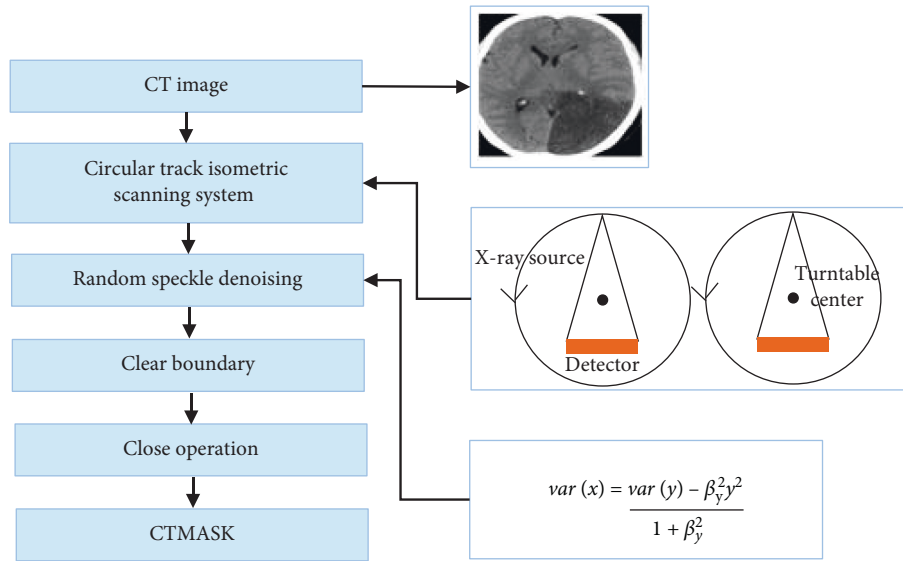 CT image
Circular track isometric
scanning system
Random speckle denoising
Clear boundary
Close operation
CTMASK
X-ray source
Detector
Turntable
center
var (x) = var (y) – β_y^2 y^2
1 + β_y^2